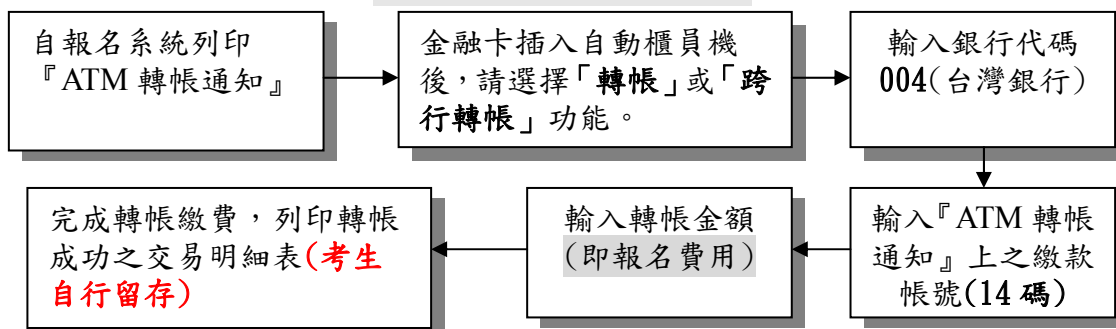 自報名系統列印
『ATM 轉帳通知』
金融卡插入自動櫃員機
後，請選擇「轉帳」或「跨
行轉帳」功能。
輸入銀行代碼
004(台灣銀行)
輸入『ATM 轉帳
通知』上之繳款
帳號(14 碼)
輸入轉帳金額
(即報名費用)
完成轉帳繳費，列印轉帳
成功之交易明細表(考生
自行留存)